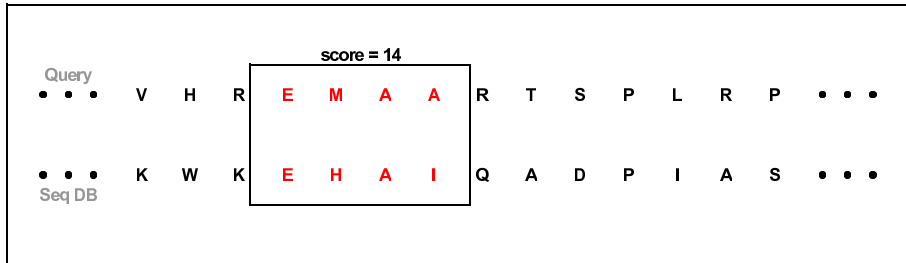 score = 14
Query
• • • V H R E M A A R T S P L R P • • •
• • • K W K E H A I Q A D P I A S • • •
Seq DB